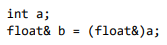 int a;
float& b = (float&)a;